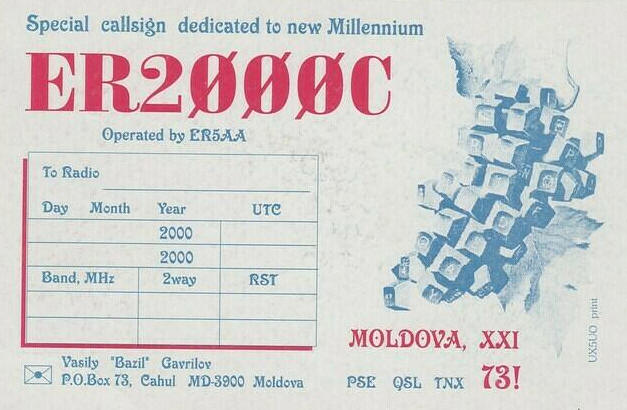 Special callsign dedicated to new Millennium
ER2ØØØC
Operated by ER5AA
To Radio
Day Month Year UTC
2000
2000
Band, MHz 2way RST
MOLDOVA, XXI
Vasily "Bazil" Gavrilov
P.O.Box 73, Cahul MD-3900 Moldova
PSE QSL TNX 73!
UX5UO print